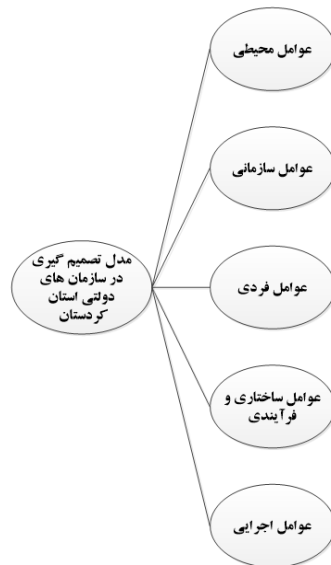 عوامل محیطی
عوامل سازمانی
مدل تصمیم گیری
در سازمان های
دولتی استان
کردستان
عوامل فردی
عوامل ساختاری و
فرآیندی
عوامل اجرایی